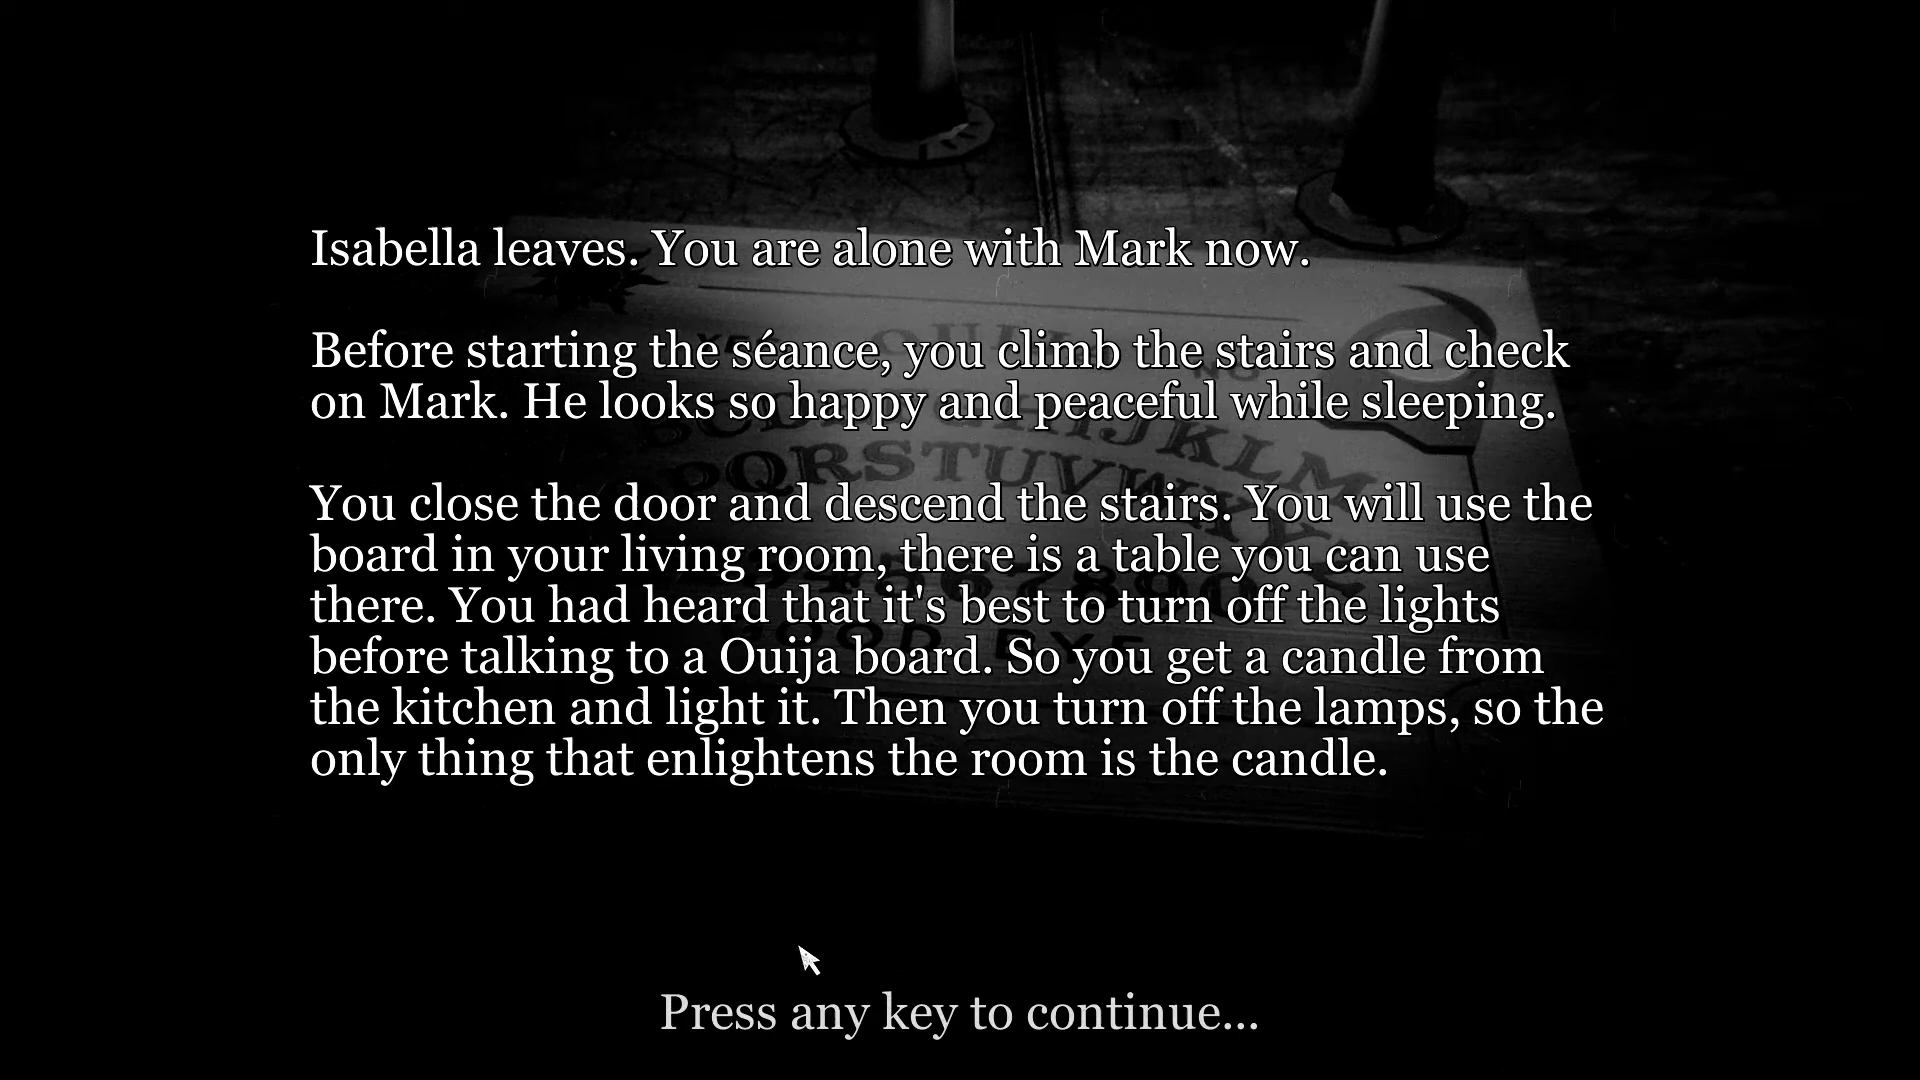 Isabella leaves. You are alone with Mark now.
Before starting the séance, you climb the stairs and check
on Mark. He looks so happy and peaceful while sleeping.
You close the door and descend the stairs. You will use the
board in your living room, there is a table you can use
there. You had heard that it's best to turn off the lights
before talking to a Ouija board. So you get a candle from
the kitchen and light it. Then you turn off the lamps, so the
only thing that enlightens the room is the candle.
Press any key to continue...